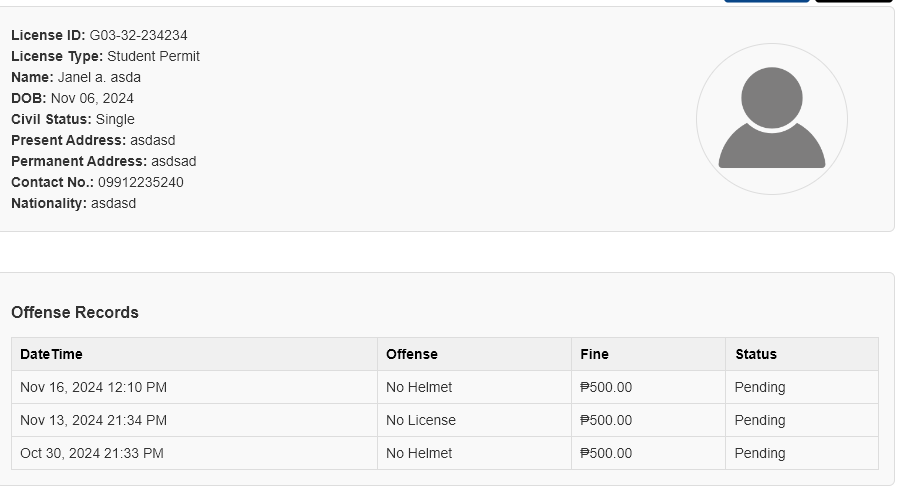 License ID: G03-32-234234
License Type: Student Permit
Name: Janel a. asda
DOB: Nov 06, 2024
Civil Status: Single
Present Address: asdasd
Permanent Address: asdsad
Contact No.: 09912235240
Nationality: asdasd
Offense Records
DateTime Offense Fine Status
Nov 16, 2024 12:10 PM No Helmet ₱500.00 Pending
Nov 13, 2024 21:34 PM No License ₱500.00 Pending
Oct 30, 2024 21:33 PM No Helmet ₱500.00 Pending